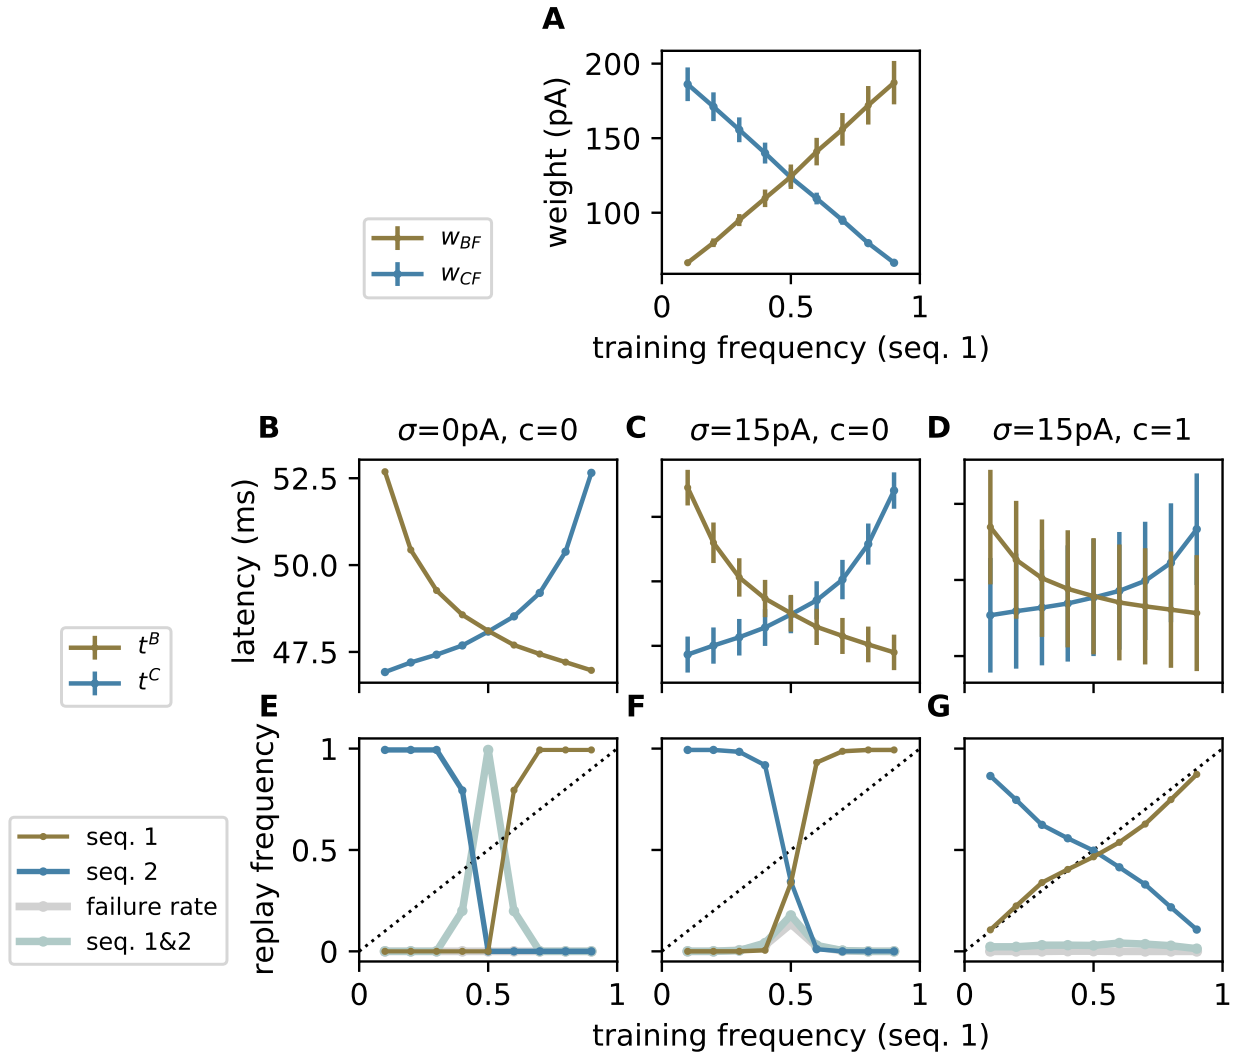 A
200
150
100
weight (pA)
w_BF
w_CF
0 0.5 1
training frequency (seq. 1)
B σ=0pA, c=0
C σ=15pA, c=0
D σ=15pA, c=1
52.5
50.0
47.5
latency (ms)
t^B
t^C
E
F
G
1
0.5
0
replay frequency
seq. 1
seq. 2
failure rate
seq. 1&2
0 0.5 1
0 0.5 1
0 0.5 1
training frequency (seq. 1)